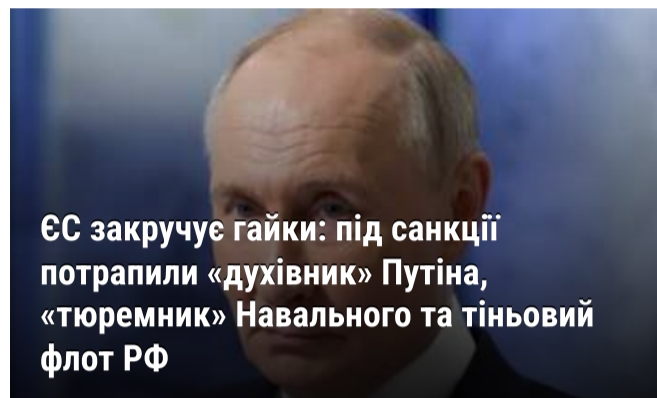 ЄС закручує гайки: під санкції
потрапили «духівник» Путіна,
«тюремник» Навального та тіньовий
флот РФ